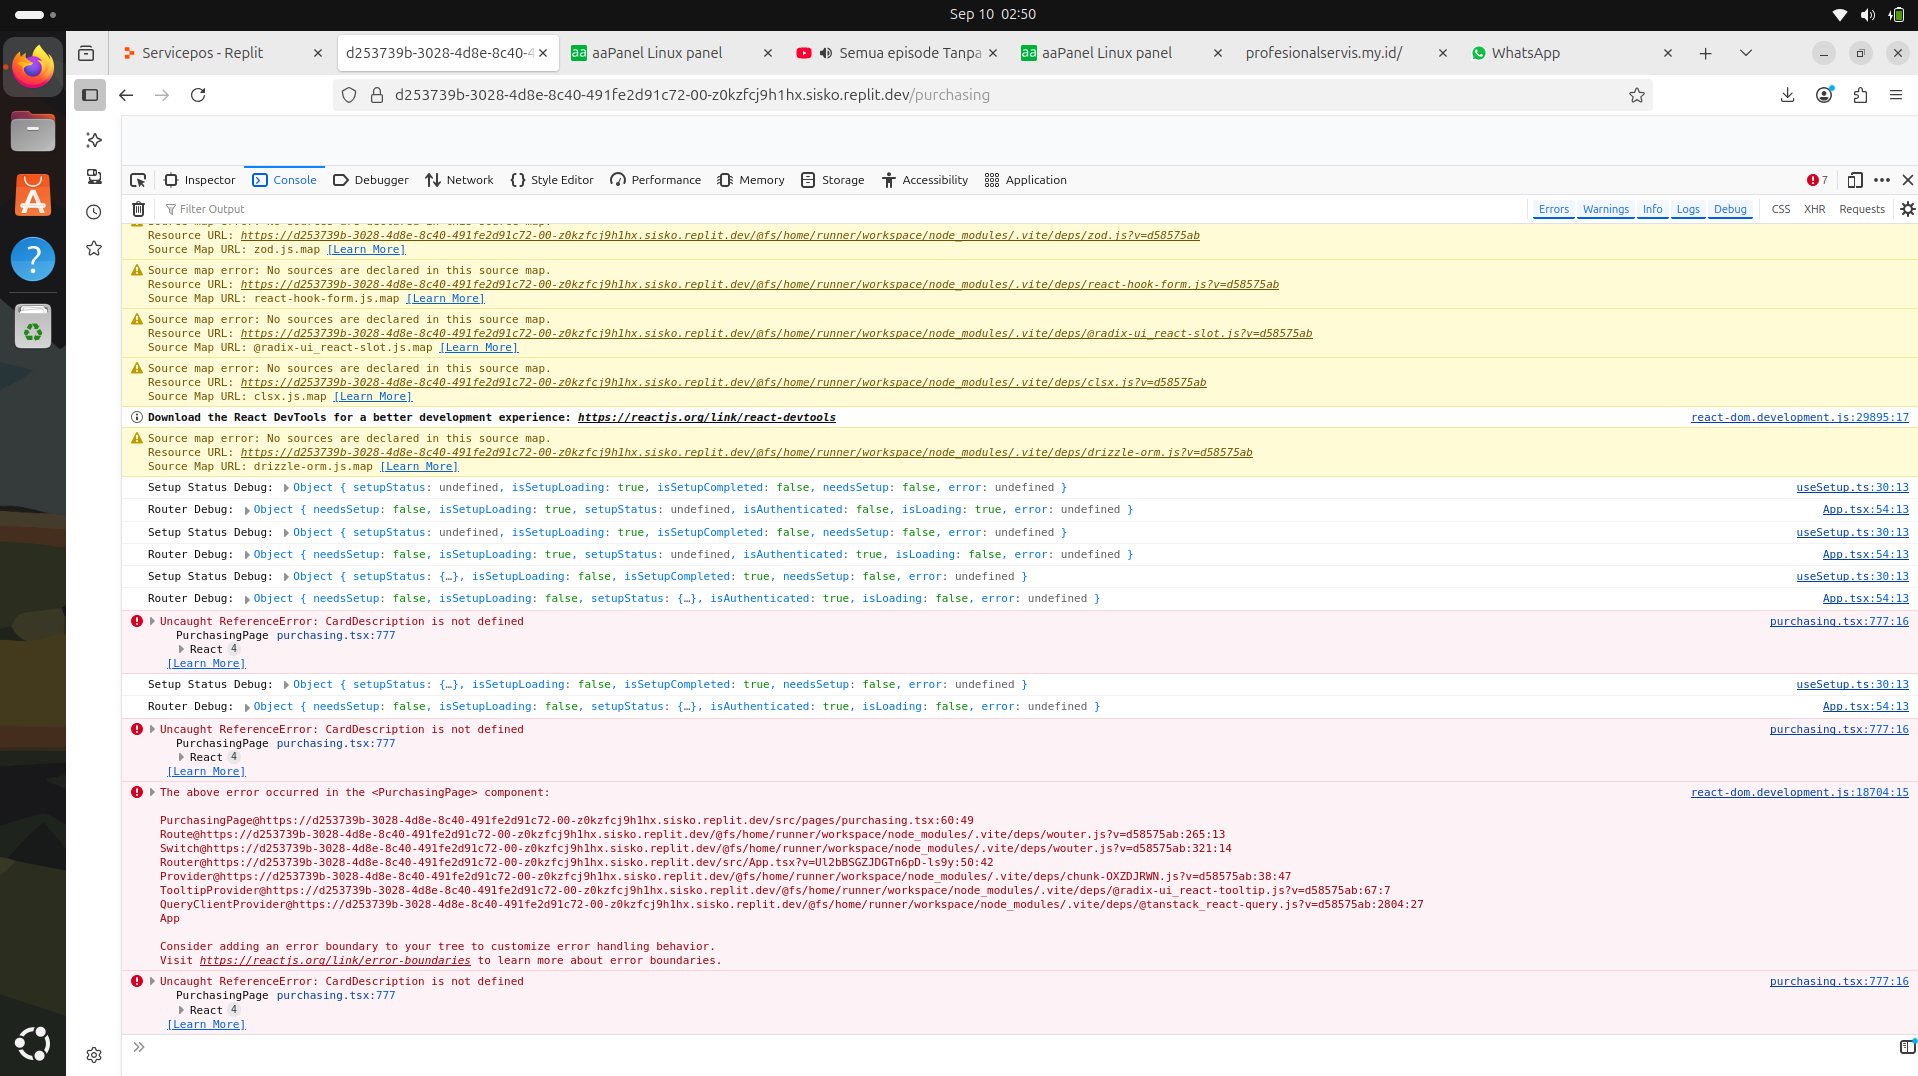 Sep 10 02:50
Servicepos - Replit
d253739b-3028-4d8e-8c40-4
aa aaPanel Linux panel
Semua episode Tanpa
aa aaPanel Linux panel
profesionalservis.my.id/
WhatsApp
d253739b-3028-4d8e-8c40-491fe2d91c72-00-z0kzfcj9h1hx.sisko.replit.dev/purchasing
Inspector Console Debugger Network Style Editor Performance Memory Storage Accessibility Application 7
Filter Output Errors Warnings Info Logs Debug CSS XHR Requests
Source map error: No sources are declared in this source map.
Resource URL: https://d253739b-3028-4d8e-8c40-491fe2d91c72-00-z0kzfcj9h1hx.sisko.replit.dev/@fs/home/runner/workspace/node_modules/.vite/deps/zod.js?v=d58575ab
Source Map URL: zod.js.map [Learn More]
Source map error: No sources are declared in this source map.
Resource URL: https://d253739b-3028-4d8e-8c40-491fe2d91c72-00-z0kzfcj9h1hx.sisko.replit.dev/@fs/home/runner/workspace/node_modules/.vite/deps/react-hook-form.js?v=d58575ab
Source Map URL: react-hook-form.js.map [Learn More]
Source map error: No sources are declared in this source map.
Resource URL: https://d253739b-3028-4d8e-8c40-491fe2d91c72-00-z0kzfcj9h1hx.sisko.replit.dev/@fs/home/runner/workspace/node_modules/.vite/deps/@radix-ui_react-slot.js?v=d58575ab
Source Map URL: @radix-ui_react-slot.js.map [Learn More]
Source map error: No sources are declared in this source map.
Resource URL: https://d253739b-3028-4d8e-8c40-491fe2d91c72-00-z0kzfcj9h1hx.sisko.replit.dev/@fs/home/runner/workspace/node_modules/.vite/deps/clsx.js?v=d58575ab
Source Map URL: clsx.js.map [Learn More]
Download the React DevTools for a better development experience: https://reactjs.org/link/react-devtools react-dom.development.js:29895:17
Source map error: No sources are declared in this source map.
Resource URL: https://d253739b-3028-4d8e-8c40-491fe2d91c72-00-z0kzfcj9h1hx.sisko.replit.dev/@fs/home/runner/workspace/node_modules/.vite/deps/drizzle-orm.js?v=d58575ab
Source Map URL: drizzle-orm.js.map [Learn More]
Setup Status Debug: Object { setupStatus: undefined, isSetupLoading: true, isSetupCompleted: false, needsSetup: false, error: undefined } useSetup.ts:30:13
Router Debug: Object { needsSetup: false, isSetupLoading: true, setupStatus: undefined, isAuthenticated: false, isLoading: true, error: undefined } App.tsx:54:13
Setup Status Debug: Object { setupStatus: undefined, isSetupLoading: true, isSetupCompleted: false, needsSetup: false, error: undefined } useSetup.ts:30:13
Router Debug: Object { needsSetup: false, isSetupLoading: true, setupStatus: undefined, isAuthenticated: true, isLoading: false, error: undefined } App.tsx:54:13
Setup Status Debug: Object { setupStatus: {…}, isSetupLoading: false, isSetupCompleted: true, needsSetup: false, error: undefined } useSetup.ts:30:13
Router Debug: Object { needsSetup: false, isSetupLoading: false, setupStatus: {…}, isAuthenticated: true, isLoading: false, error: undefined } App.tsx:54:13
Uncaught ReferenceError: CardDescription is not defined purchasing.tsx:777:16
PurchasingPage purchasing.tsx:777
React 4
[Learn More]
Setup Status Debug: Object { setupStatus: {…}, isSetupLoading: false, isSetupCompleted: true, needsSetup: false, error: undefined } useSetup.ts:30:13
Router Debug: Object { needsSetup: false, isSetupLoading: false, setupStatus: {…}, isAuthenticated: true, isLoading: false, error: undefined } App.tsx:54:13
Uncaught ReferenceError: CardDescription is not defined purchasing.tsx:777:16
PurchasingPage purchasing.tsx:777
React 4
[Learn More]
The above error occurred in the <PurchasingPage> component: react-dom.development.js:18704:15
PurchasingPage@https://d253739b-3028-4d8e-8c40-491fe2d91c72-00-z0kzfcj9h1hx.sisko.replit.dev/src/pages/purchasing.tsx:60:49
Route@https://d253739b-3028-4d8e-8c40-491fe2d91c72-00-z0kzfcj9h1hx.sisko.replit.dev/@fs/home/runner/workspace/node_modules/.vite/deps/wouter.js?v=d58575ab:265:13
Switch@https://d253739b-3028-4d8e-8c40-491fe2d91c72-00-z0kzfcj9h1hx.sisko.replit.dev/@fs/home/runner/workspace/node_modules/.vite/deps/wouter.js?v=d58575ab:321:14
Router@https://d253739b-3028-4d8e-8c40-491fe2d91c72-00-z0kzfcj9h1hx.sisko.replit.dev/src/App.tsx?v=Ul2bBSGZJDGTn6pD-ls9y:50:42
Provider@https://d253739b-3028-4d8e-8c40-491fe2d91c72-00-z0kzfcj9h1hx.sisko.replit.dev/@fs/home/runner/workspace/node_modules/.vite/deps/chunk-OXZDJRWN.js?v=d58575ab:38:47
TooltipProvider@https://d253739b-3028-4d8e-8c40-491fe2d91c72-00-z0kzfcj9h1hx.sisko.replit.dev/@fs/home/runner/workspace/node_modules/.vite/deps/@radix-ui_react-tooltip.js?v=d58575ab:67:7
QueryClientProvider@https://d253739b-3028-4d8e-8c40-491fe2d91c72-00-z0kzfcj9h1hx.sisko.replit.dev/@fs/home/runner/workspace/node_modules/.vite/deps/@tanstack_react-query.js?v=d58575ab:2804:27
App
Consider adding an error boundary to your tree to customize error handling behavior.
Visit https://reactjs.org/link/error-boundaries to learn more about error boundaries.
Uncaught ReferenceError: CardDescription is not defined purchasing.tsx:777:16
PurchasingPage purchasing.tsx:777
React 4
[Learn More]